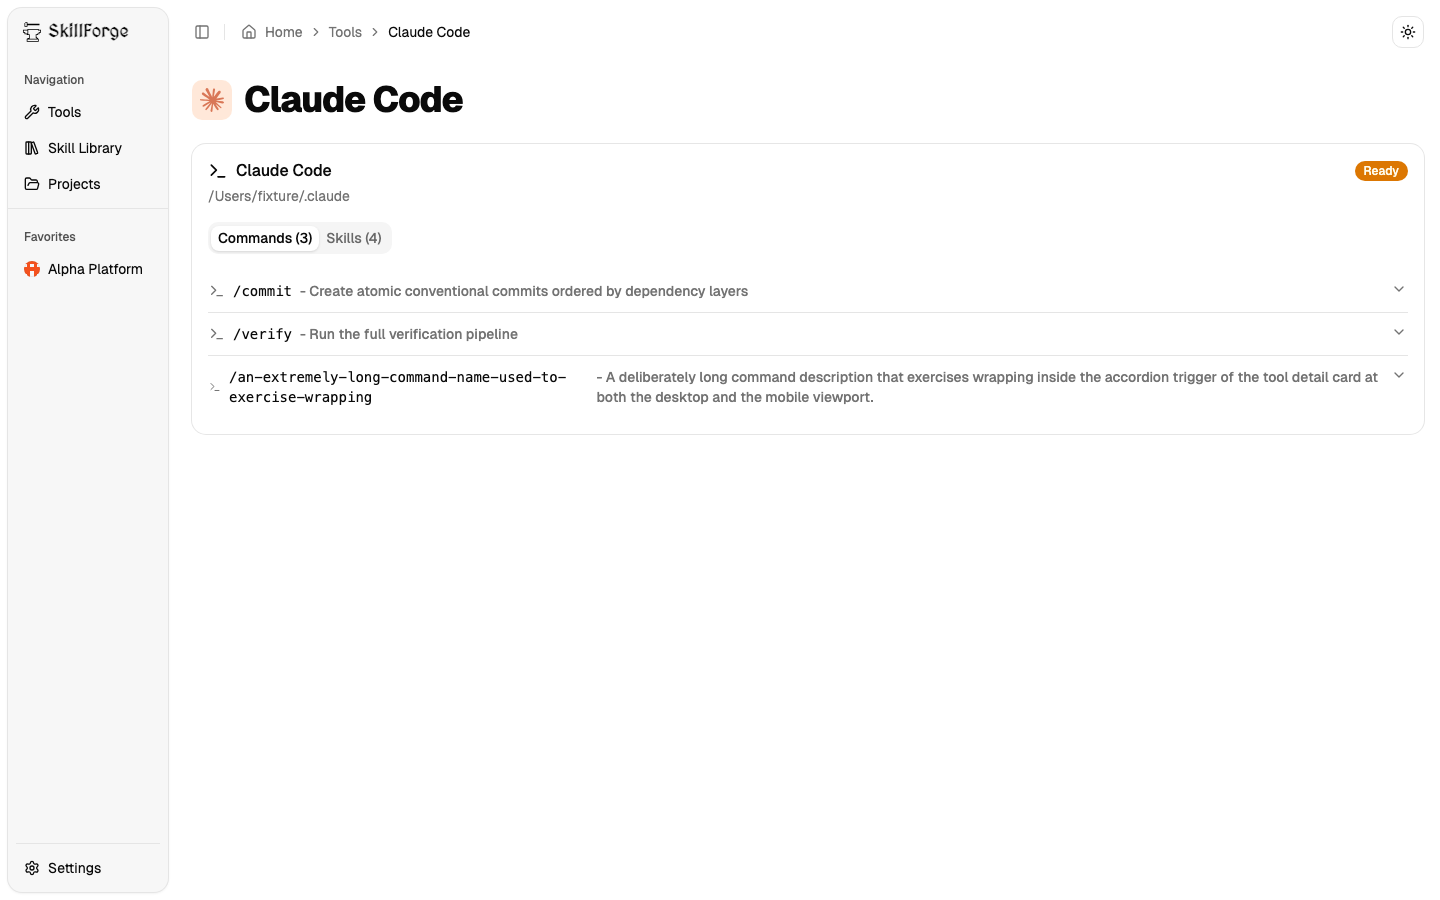 SkillForge
Navigation
Tools
Skill Library
Projects
Favorites
Alpha Platform
Settings
Home > Tools > Claude Code
Claude Code
Claude Code
Ready
/Users/fixture/.claude
Commands (3) Skills (4)
/commit - Create atomic conventional commits ordered by dependency layers
/verify - Run the full verification pipeline
/an-extremely-long-command-name-used-to-
exercise-wrapping
- A deliberately long command description that exercises wrapping inside the accordion trigger of the tool detail card at
both the desktop and the mobile viewport.